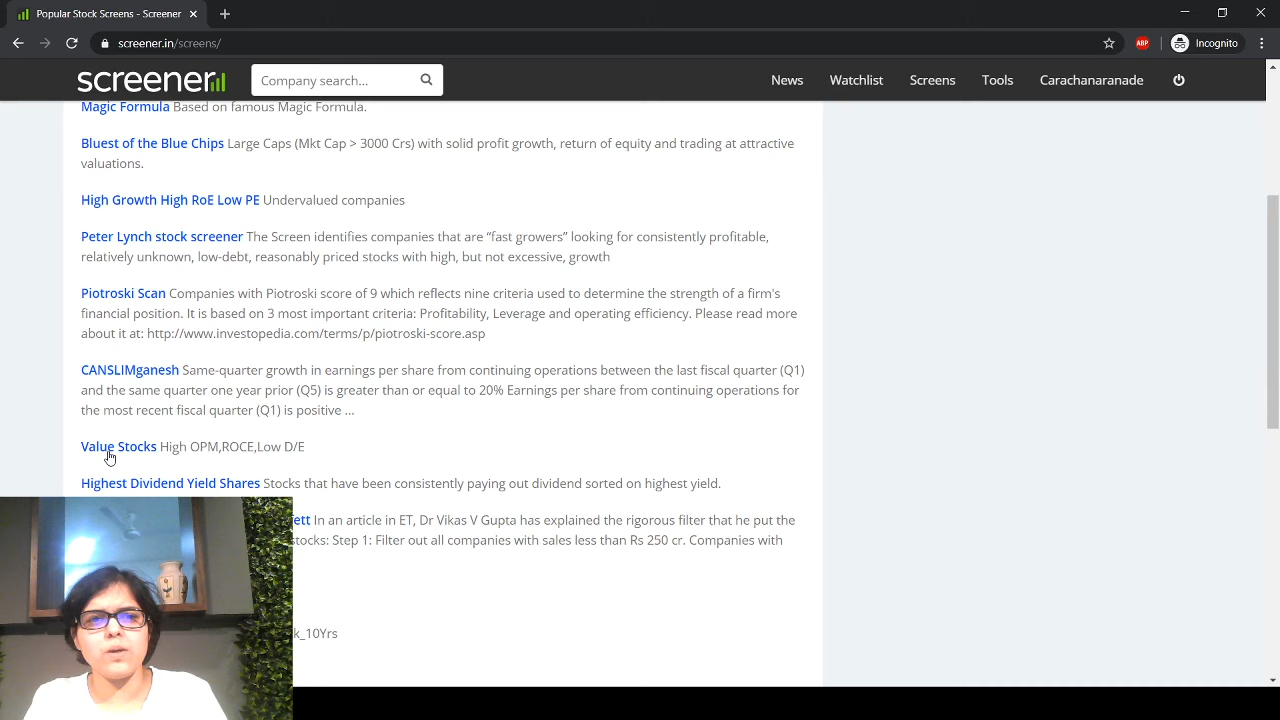 Popular Stock Screens - Screener
screener.in/screens/
ABP
Incognito
screener
Company search...
News
Watchlist
Screens
Tools
Carachanaranade
Magic Formula Based on famous Magic Formula.
Bluest of the Blue Chips Large Caps (Mkt Cap > 3000 Crs) with solid profit growth, return of equity and trading at attractive
valuations.
High Growth High RoE Low PE Undervalued companies
Peter Lynch stock screener The Screen identifies companies that are “fast growers” looking for consistently profitable,
relatively unknown, low-debt, reasonably priced stocks with high, but not excessive, growth
Piotroski Scan Companies with Piotroski score of 9 which reflects nine criteria used to determine the strength of a firm's
financial position. It is based on 3 most important criteria: Profitability, Leverage and operating efficiency. Please read more
about it at: http://www.investopedia.com/terms/p/piotroski-score.asp
CANSLIMganesh Same-quarter growth in earnings per share from continuing operations between the last fiscal quarter (Q1)
and the same quarter one year prior (Q5) is greater than or equal to 20% Earnings per share from continuing operations for
the most recent fiscal quarter (Q1) is positive ...
Value Stocks High OPM,ROCE,Low D/E
Highest Dividend Yield Shares Stocks that have been consistently paying out dividend sorted on highest yield.
In an article in ET, Dr Vikas V Gupta has explained the rigorous filter that he put the
stocks: Step 1: Filter out all companies with sales less than Rs 250 cr. Companies with
k_10Yrs